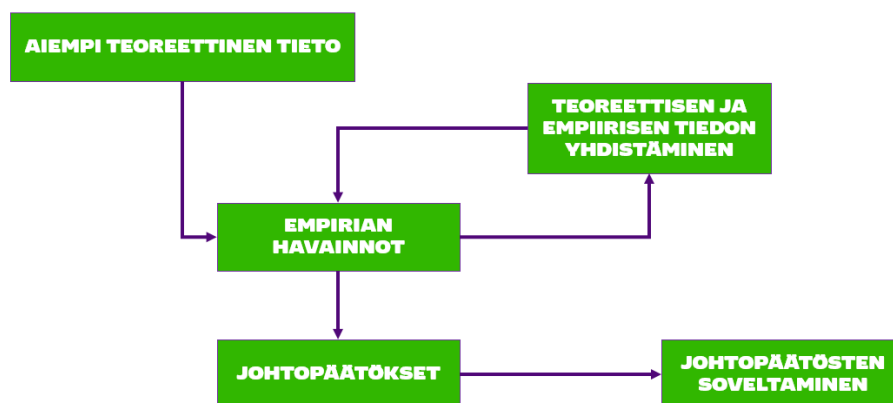 AIEMPI TEOREETTINEN TIETO
TEOREETTISEN JA
EMPIIRISEN TIEDON
YHDISTÄMINEN
EMPIRIAN
HAVAINNOT
JOHTOPÄÄTÖKSET
JOHTOPÄÄTÖSTEN
SOVELTAMINEN